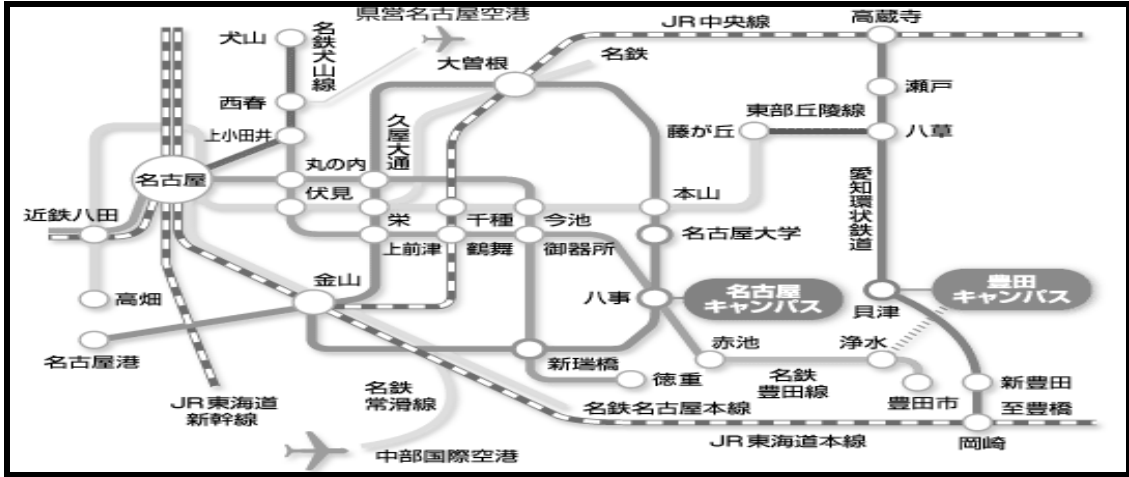 県営名古屋空港
JR中央線
高蔵寺
犬山
名鉄犬山線
名鉄
大曽根
瀬戸
西春
東部丘陵線
上小田井
久屋大通
藤が丘
八草
丸の内
名古屋
伏見
本山
愛知環状鉄道
近鉄八田
栄
千種
今池
名古屋大学
上前津
鶴舞
御器所
金山
八事
名古屋
キャンパス
豊田
キャンパス
高畑
貝津
赤池
浄水
名古屋港
新瑞橋
徳重
名鉄
豊田線
新豊田
豊田市
JR東海道
新幹線
名鉄
常滑線
名鉄名古屋本線
至豊橋
JR東海道本線
岡崎
中部国際空港